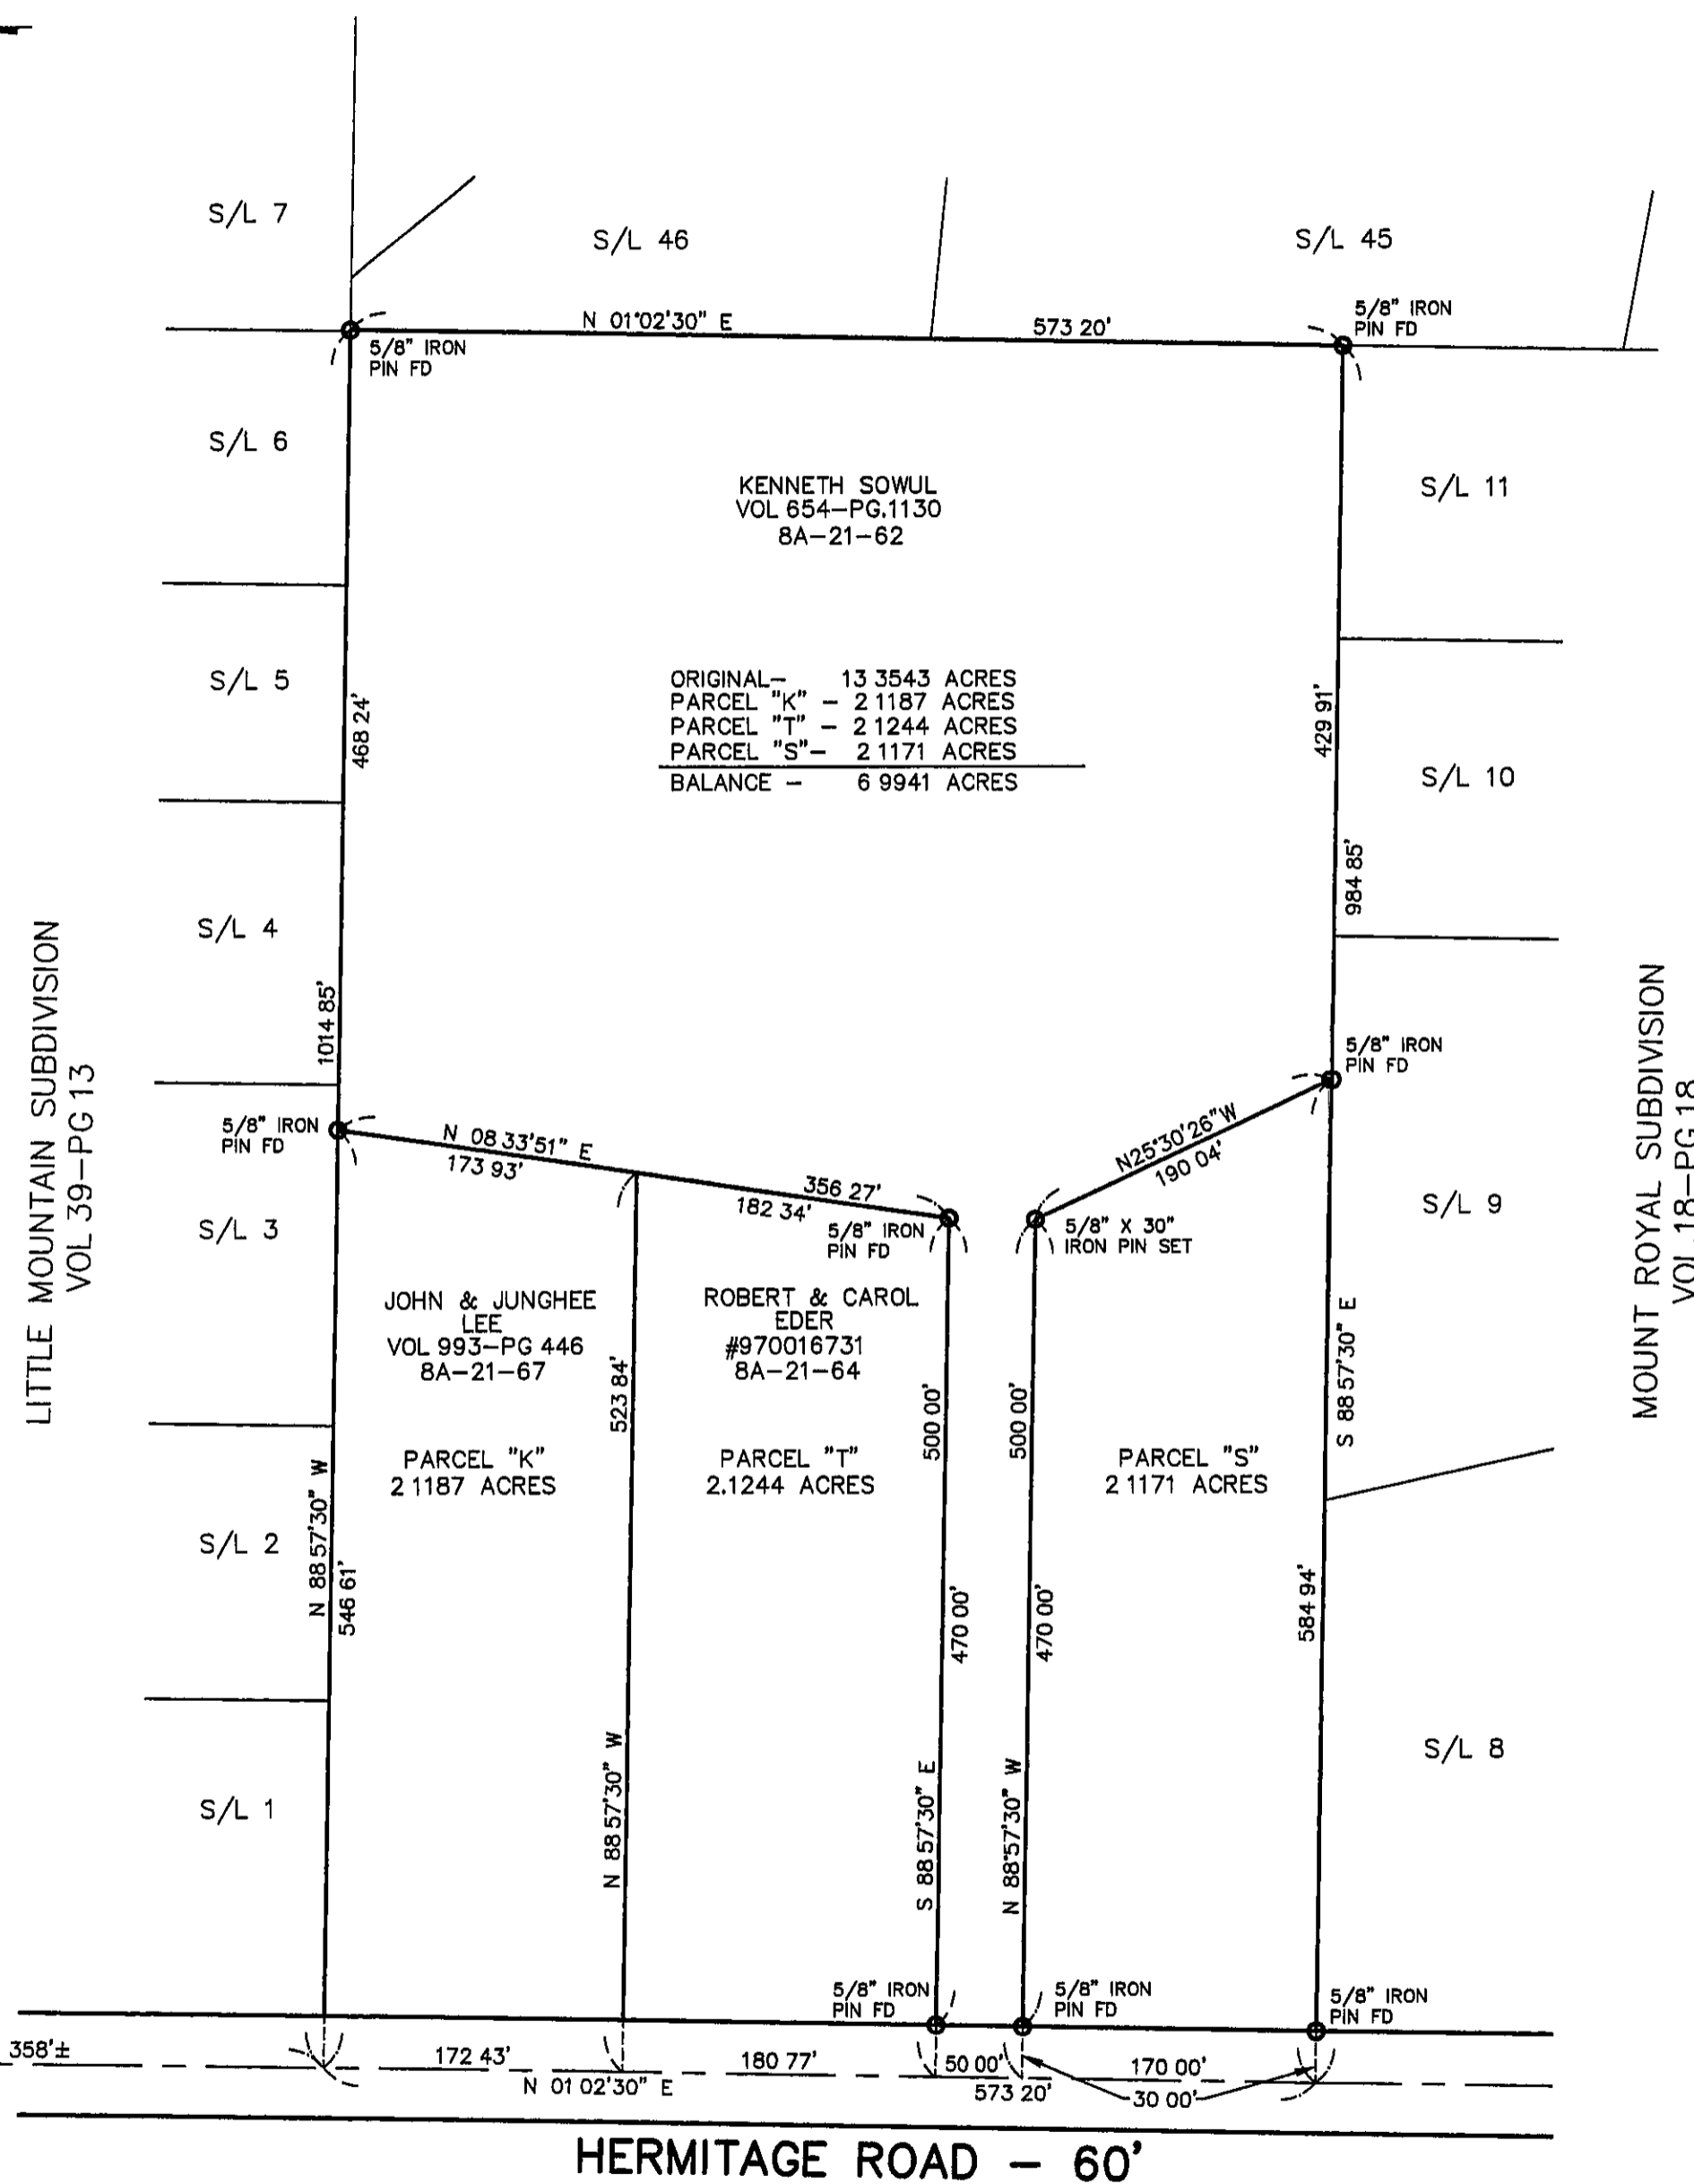 S/L 7
S/L 46
S/L 45
N 01°02'30" E
573 20'
5/8" IRON
PIN FD
5/8" IRON
PIN FD
S/L 6
KENNETH SOWUL
VOL 654-PG.1130
8A-21-62
S/L 11
S/L 5
468 24'
ORIGINAL- 13 3543 ACRES
PARCEL "K" - 2 1187 ACRES
PARCEL "T" - 2 1244 ACRES
PARCEL "S"- 2 1171 ACRES
BALANCE - 6 9941 ACRES
429 91'
S/L 10
984 85'
S/L 4
1014 85'
LITTLE MOUNTAIN SUBDIVISION
VOL 39-PG 13
MOUNT ROYAL SUBDIVISION
VOL 18-PG 18
5/8" IRON
PIN FD
5/8" IRON
PIN FD
N 08 33'51" E
173 93'
356 27'
182 34'
5/8" IRON
PIN FD
N25°30'26"W
190 04'
5/8" X 30"
IRON PIN SET
S/L 3
S/L 9
JOHN & JUNGHEE
LEE
VOL 993-PG 446
8A-21-67
523 84'
ROBERT & CAROL
EDER
#970016731
8A-21-64
500 00'
500 00'
S 88 57'30" E
PARCEL "K"
2 1187 ACRES
PARCEL "T"
2.1244 ACRES
PARCEL "S"
2 1171 ACRES
S/L 2
N 88 57'30" W
546 61'
470 00'
470 00'
584 94'
S/L 1
N 88 57'30" W
S 88 57'30" E
N 88°57'30" W
S/L 8
5/8" IRON
PIN FD
5/8" IRON
PIN FD
5/8" IRON
PIN FD
358'±
172 43'
N 01 02'30" E
180 77'
50 00'
573 20'
170 00'
30 00'
HERMITAGE ROAD - 60'